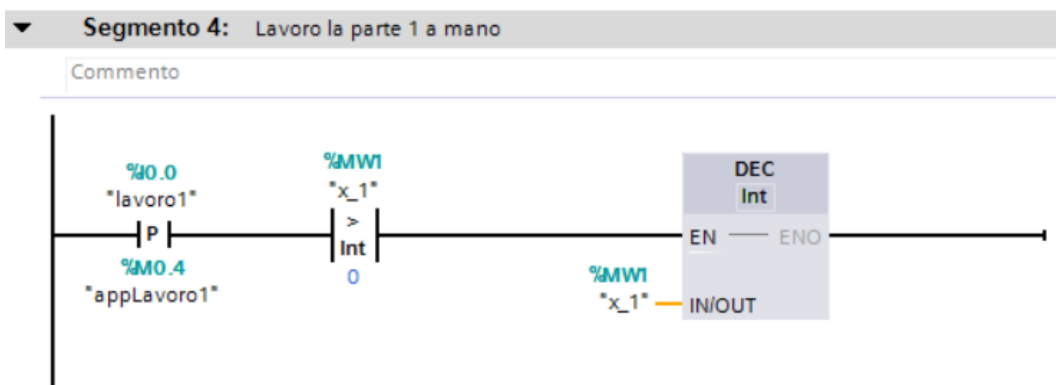 Segmento 4: Lavoro la parte 1 a mano
Commento
%I0.0
"lavoro1"
P
%M0.4
"appLavoro1"
%MW1
"x_1"
>
Int
0
DEC
Int
EN ENO
%MW1
"x_1" IN/OUT